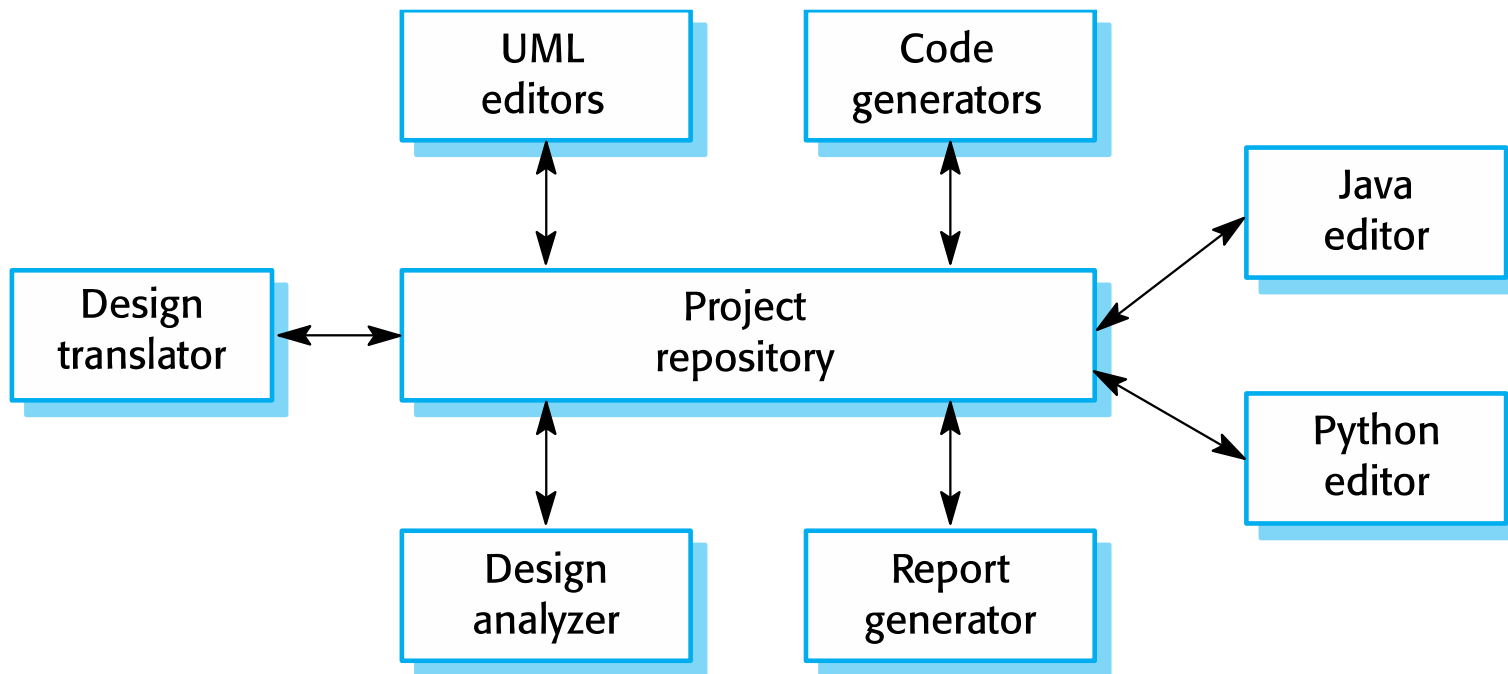 UML
editors
Code
generators
Java
editor
Design
translator
Project
repository
Python
editor
Design
analyzer
Report
generator